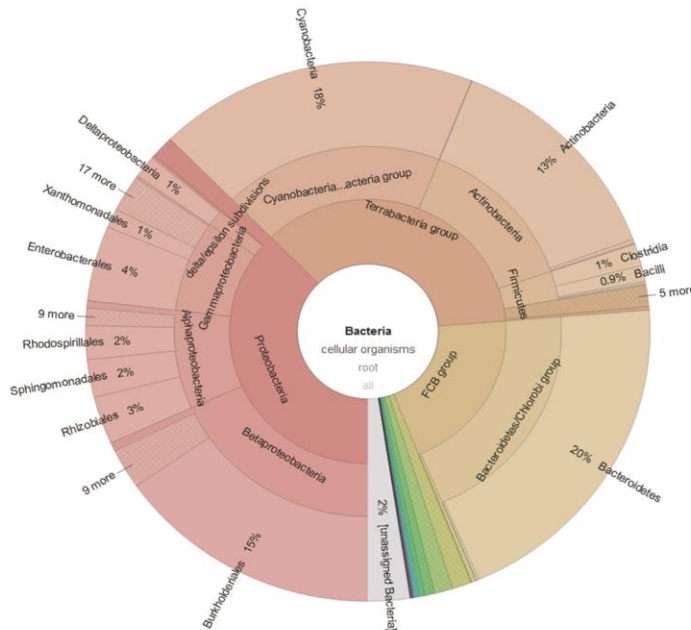 Cyanobacteria
18%
Actinobacteria
13%
Deltaproteobacteria
1%
17 more
Xanthomonadales 1%
Enterobacterales 4%
9 more
Rhodospirillales 2%
Sphingomonadales 2%
Rhizobiales 3%
9 more
Burkholderiales 15%
2% [unassigned Bacteria]
20% Bacteroidetes
5 more
0.9% Bacilli
1% Clostridia
delta/epsilon subdivisions
Gammaproteobacteria
Alphaproteobacteria
Betaproteobacteria
Proteobacteria
Cyanobacteria...acteria group
Terrabacteria group
Actinobacteria
Firmicutes
FCB group
Bacteroidetes/Chlorobi group
Bacteria
cellular organisms
root
all